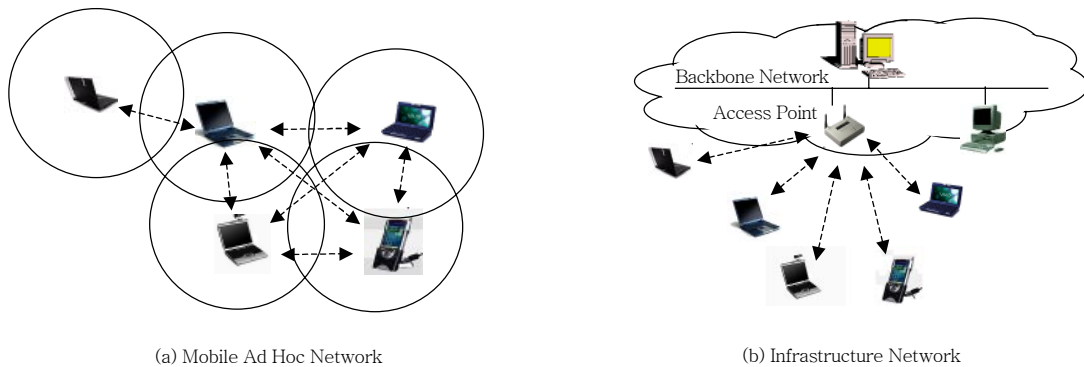 Backbone Network
Access Point
(a) Mobile Ad Hoc Network
(b) Infrastructure Network